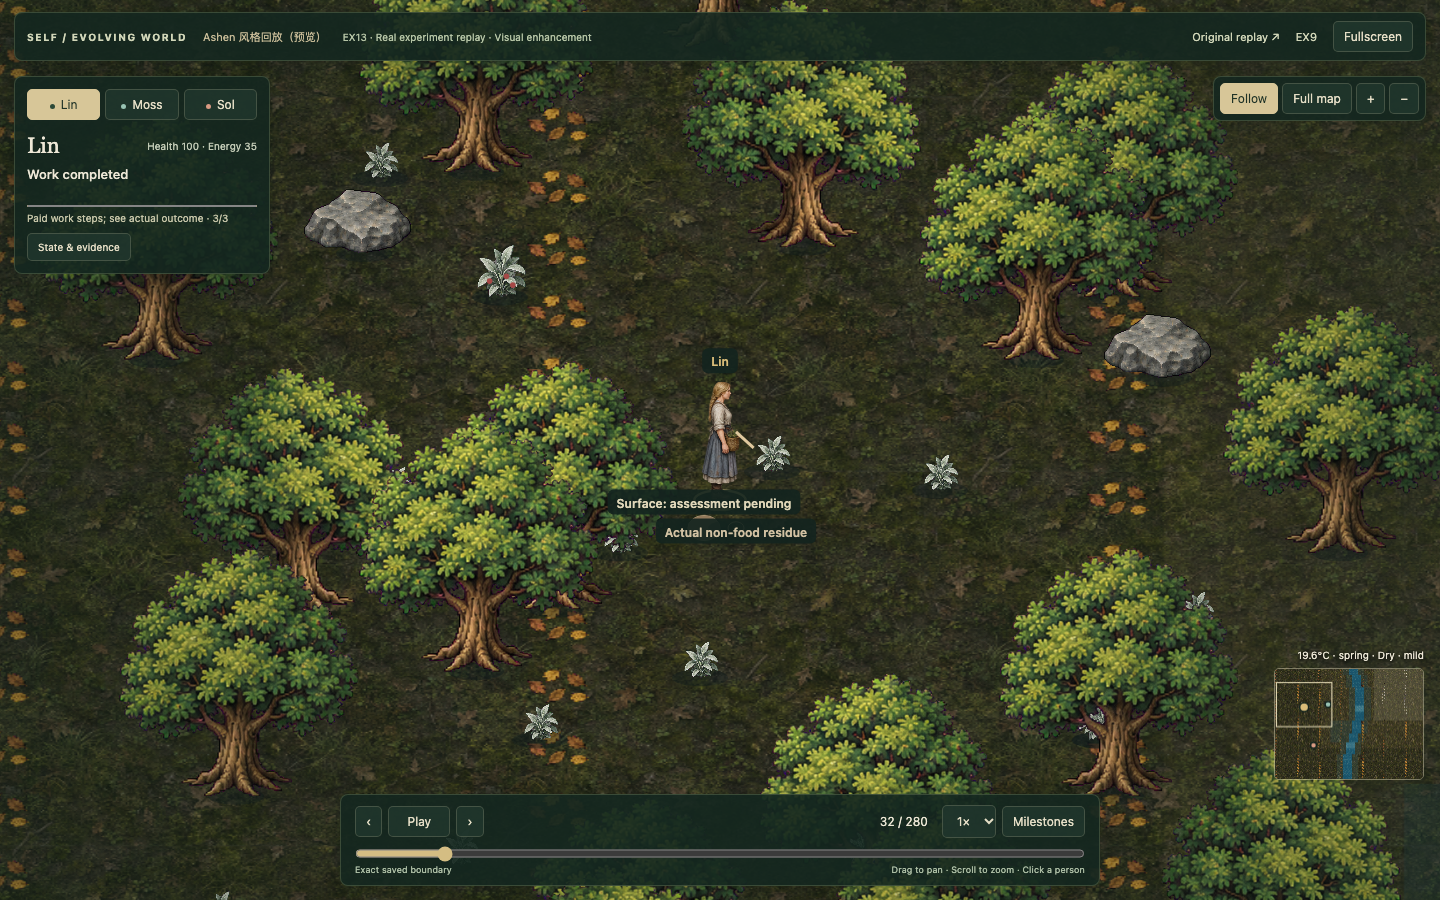 SELF / EVOLVING WORLD Ashen 风格回放（预览） EX13 · Real experiment replay · Visual enhancement Original replay ↗ EX9 Fullscreen
Lin Moss Sol
Follow Full map + −
Lin Health 100 · Energy 35
Work completed
Paid work steps; see actual outcome · 3/3
State & evidence
Lin
Surface: assessment pending
Actual non-food residue
19.6°C · spring · Dry · mild
‹ Play › 32 / 280 1× Milestones
Exact saved boundary Drag to pan · Scroll to zoom · Click a person